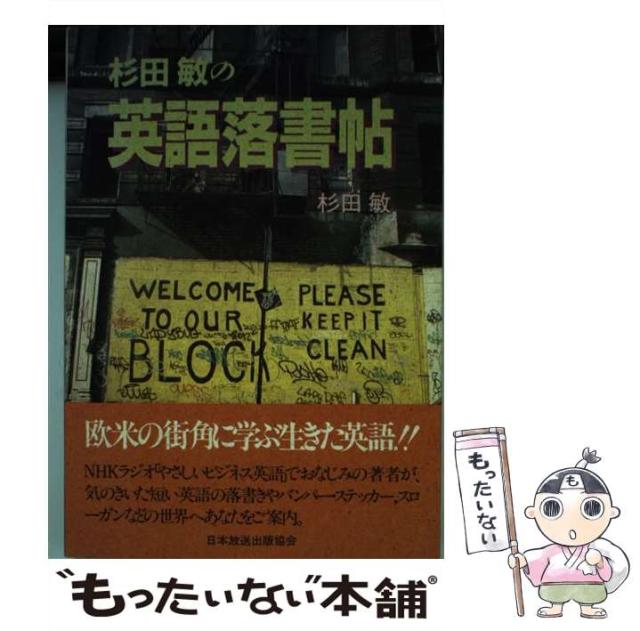 杉田 敏の
英語落書帖
杉田 敏
WELCOME
TO OUR
BLOCK
PLEASE
KEEP IT
CLEAN
欧米の街角に学ぶ生きた英語!!
NHKラジオ「やさしいビジネス英語」でおなじみの著者が、
気のきいた短い英語の落書きやバンパーステッカー、スロ
ーガンなどの世界へあなたをご案内。
日本放送出版協会
もったいない
も
“もったいない”本舗®